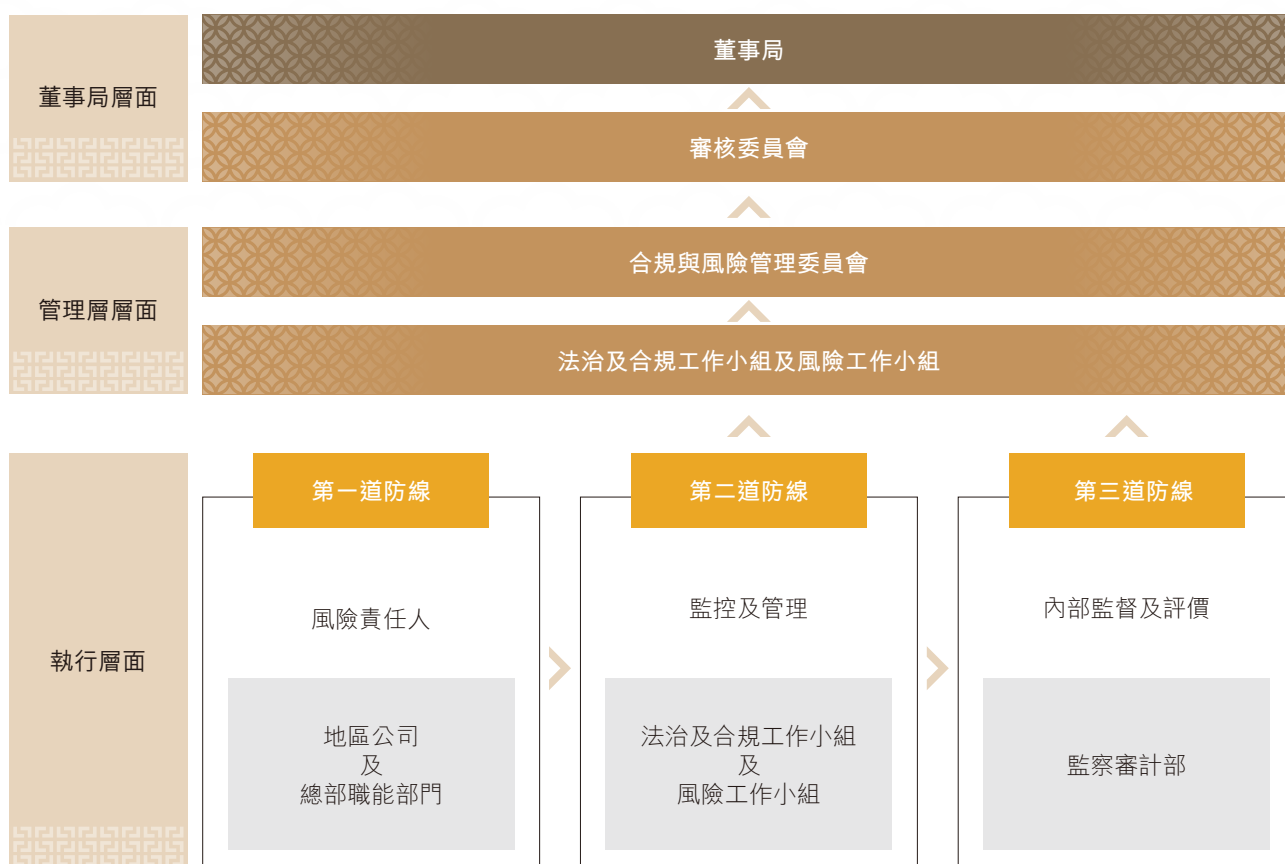 董事局層面
董事局
審核委員會
管理層層面
合規與風險管理委員會
法治及合規工作小組及風險工作小組
執行層面
第一道防線
風險責任人
地區公司
及
總部職能部門
第二道防線
監控及管理
法治及合規工作小組
及
風險工作小組
第三道防線
內部監督及評價
監察審計部